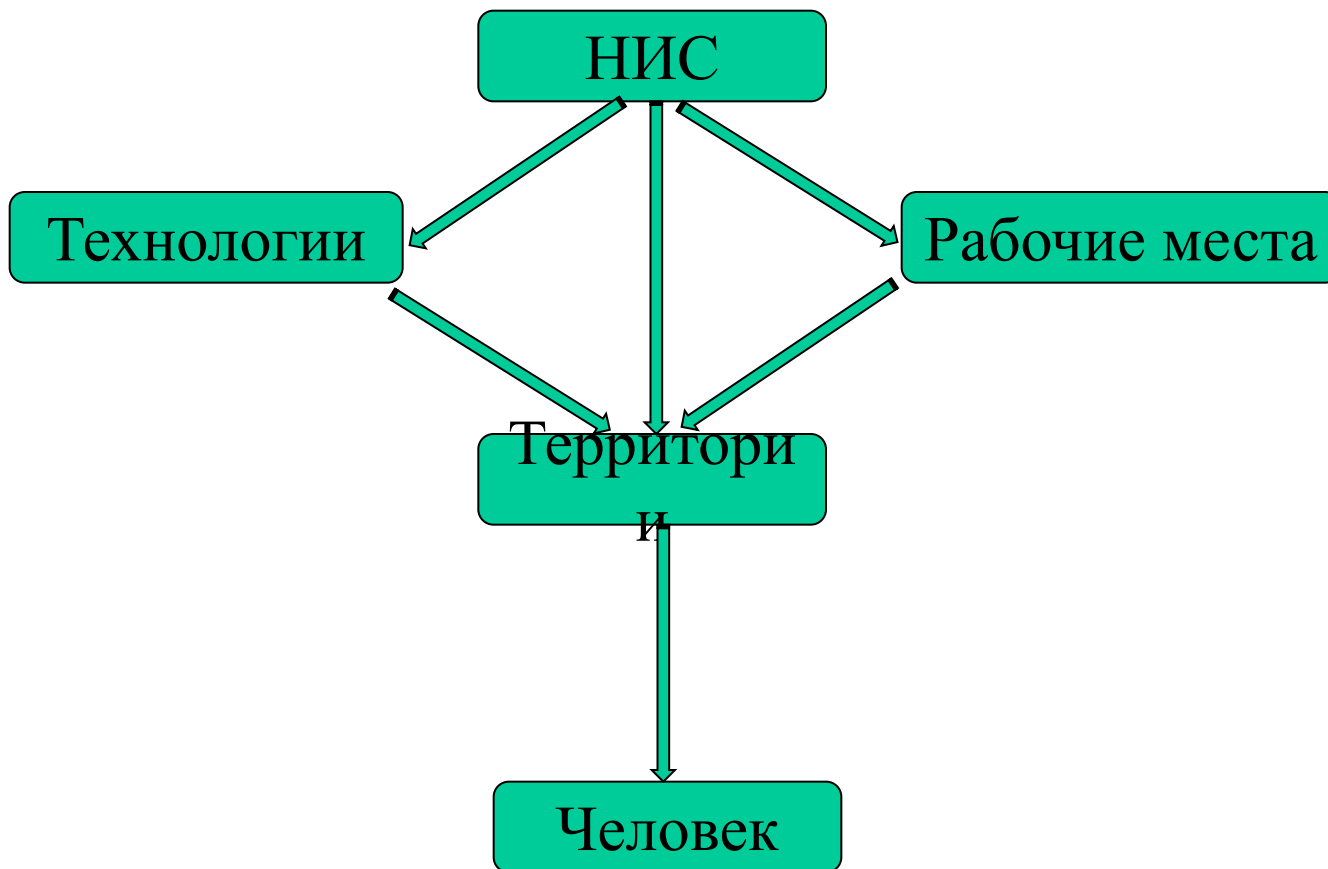 НИС
Технологии
Рабочие места
Территори
и
Человек